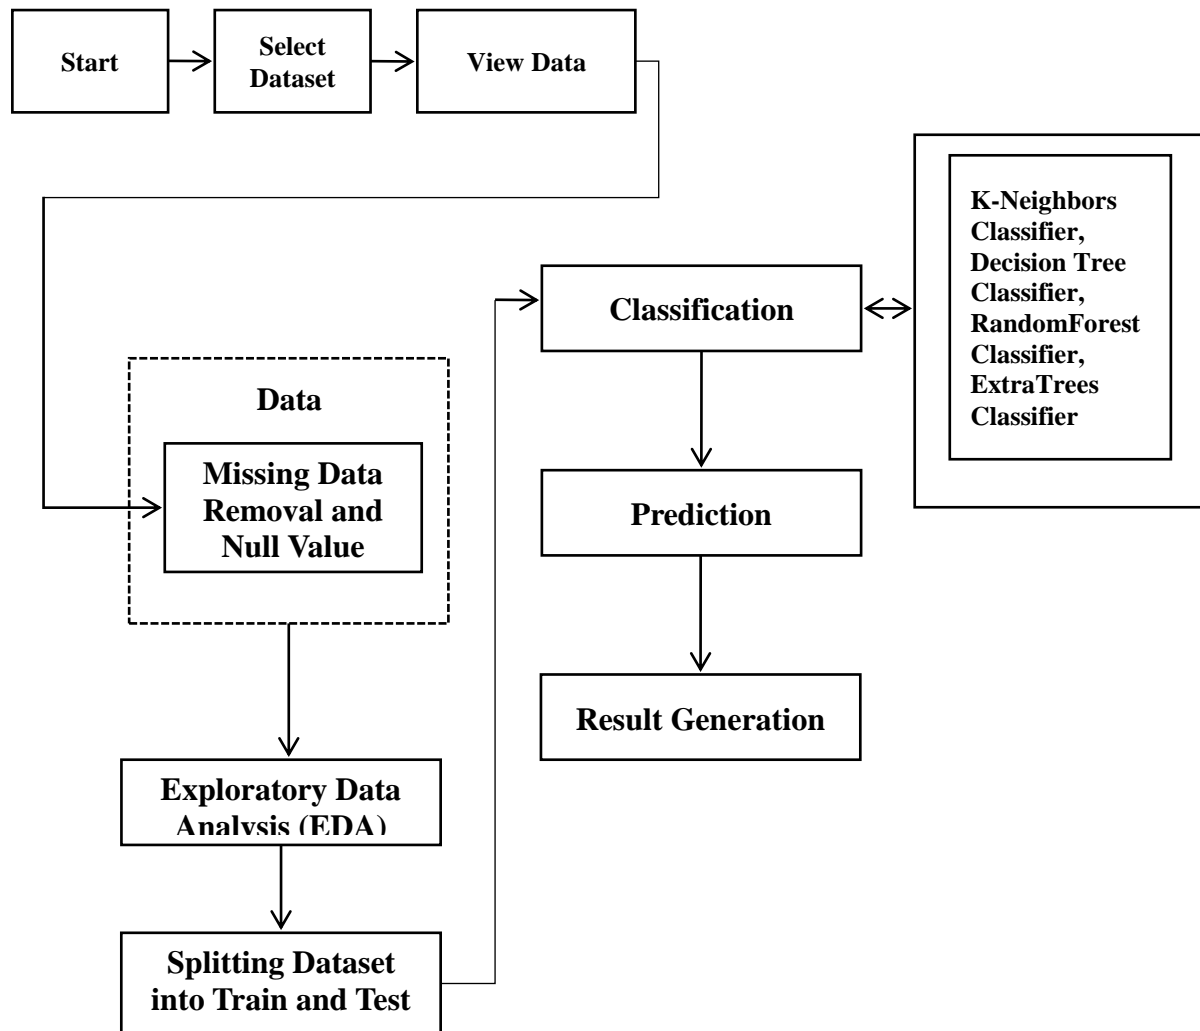 Start
Select
Dataset
View Data
Data
Missing Data
Removal and
Null Value
Exploratory Data
Analysis (EDA)
Splitting Dataset
into Train and Test
Classification
K-Neighbors
Classifier,
Decision Tree
Classifier,
RandomForest
Classifier,
ExtraTrees
Classifier
Prediction
Result Generation